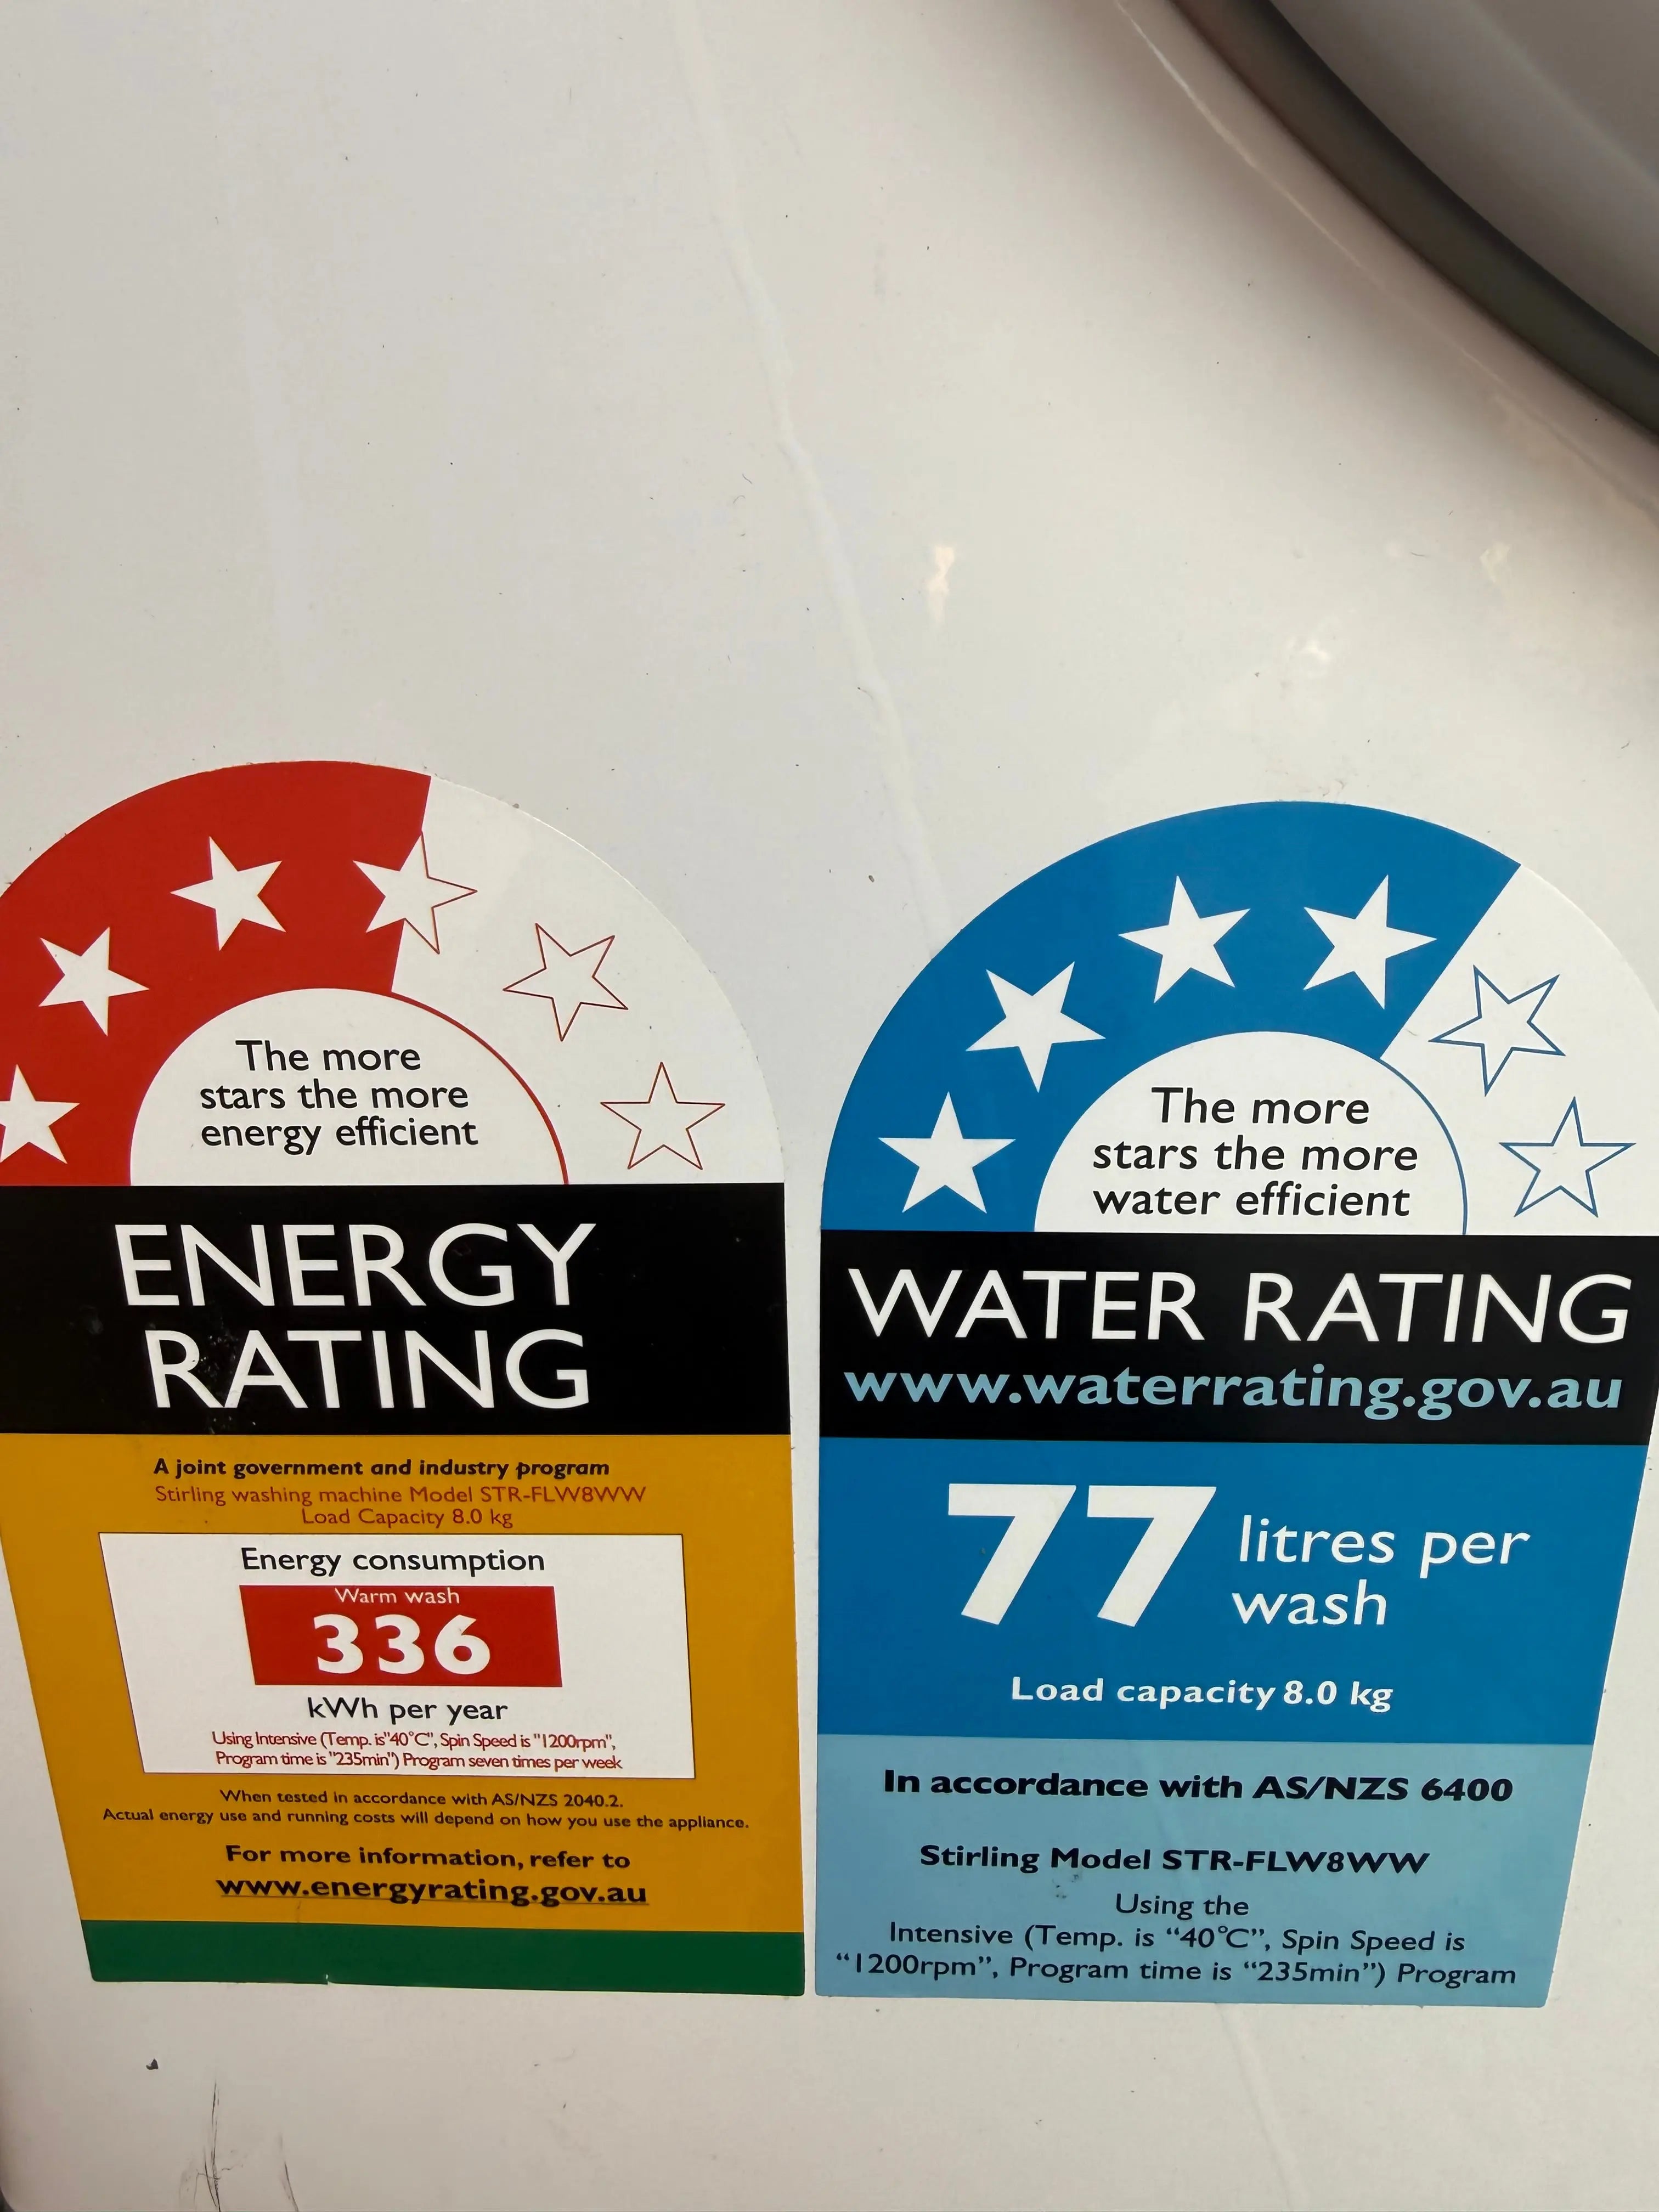 The more
stars the more
energy efficient
ENERGY
RATING
A joint government and industry program
Stirling washing machine Model STR-FLW8WW
Load Capacity 8.0 kg
Energy consumption
Warm wash
336
kWh per year
Using Intensive (Temp. is"40°C", Spin Speed is "1200rpm",
Program time is "235min") Program seven times per week
When tested in accordance with AS/NZS 2040.2.
Actual energy use and running costs will depend on how you use the appliance.
For more information, refer to
www.energyrating.gov.au
The more
stars the more
water efficient
WATER RATING
www.waterrating.gov.au
77 litres per
wash
Load capacity 8.0 kg
In accordance with AS/NZS 6400
Stirling Model STR-FLW8WW
Using the
Intensive (Temp. is “40°C”, Spin Speed is
“1200rpm”, Program time is “235min”) Program